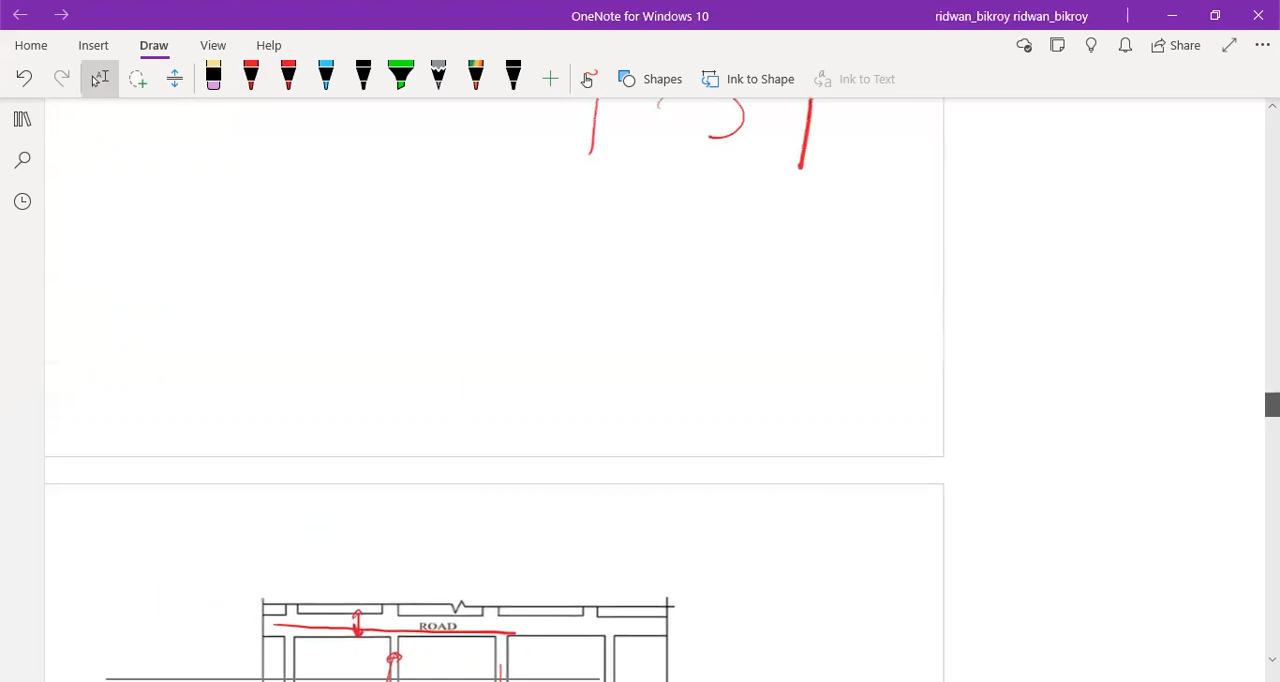 OneNote for Windows 10
ridwan_bikroy ridwan_bikroy
Home Insert Draw View Help
Share
Shapes
Ink to Shape
Ink to Text
ROAD